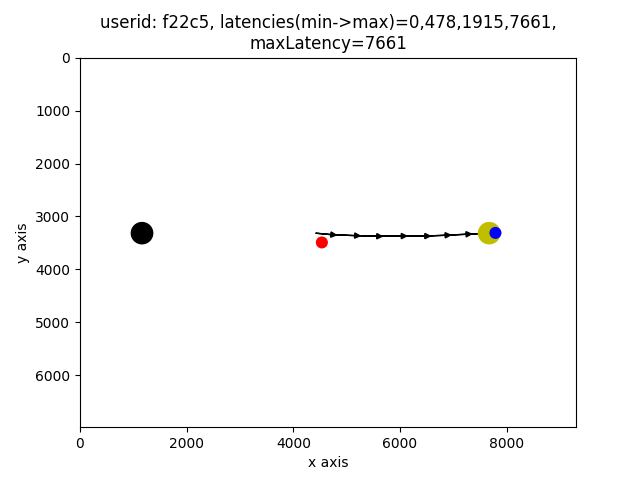 userid: f22c5, latencies(min->max)=0,478,1915,7661,
maxLatency=7661
0
1000
2000
3000
4000
5000
6000
y axis
0 2000 4000 6000 8000
x axis